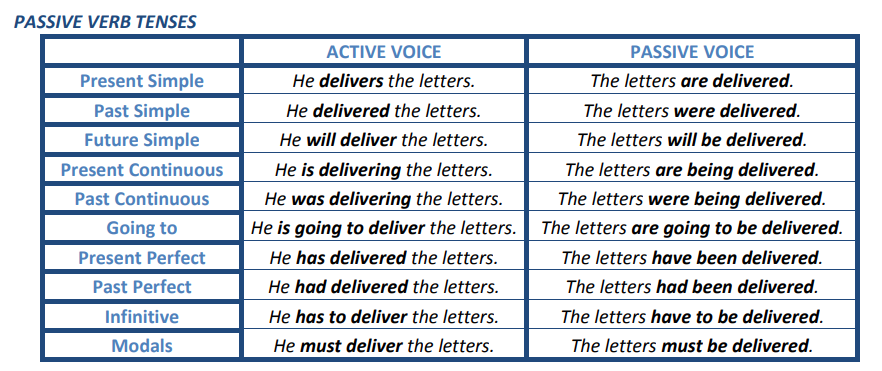 PASSIVE VERB TENSES
ACTIVE VOICE PASSIVE VOICE
Present Simple He delivers the letters. The letters are delivered.
Past Simple He delivered the letters. The letters were delivered.
Future Simple He will deliver the letters. The letters will be delivered.
Present Continuous He is delivering the letters. The letters are being delivered.
Past Continuous He was delivering the letters. The letters were being delivered.
Going to He is going to deliver the letters. The letters are going to be delivered.
Present Perfect He has delivered the letters. The letters have been delivered.
Past Perfect He had delivered the letters. The letters had been delivered.
Infinitive He has to deliver the letters. The letters have to be delivered.
Modals He must deliver the letters. The letters must be delivered.